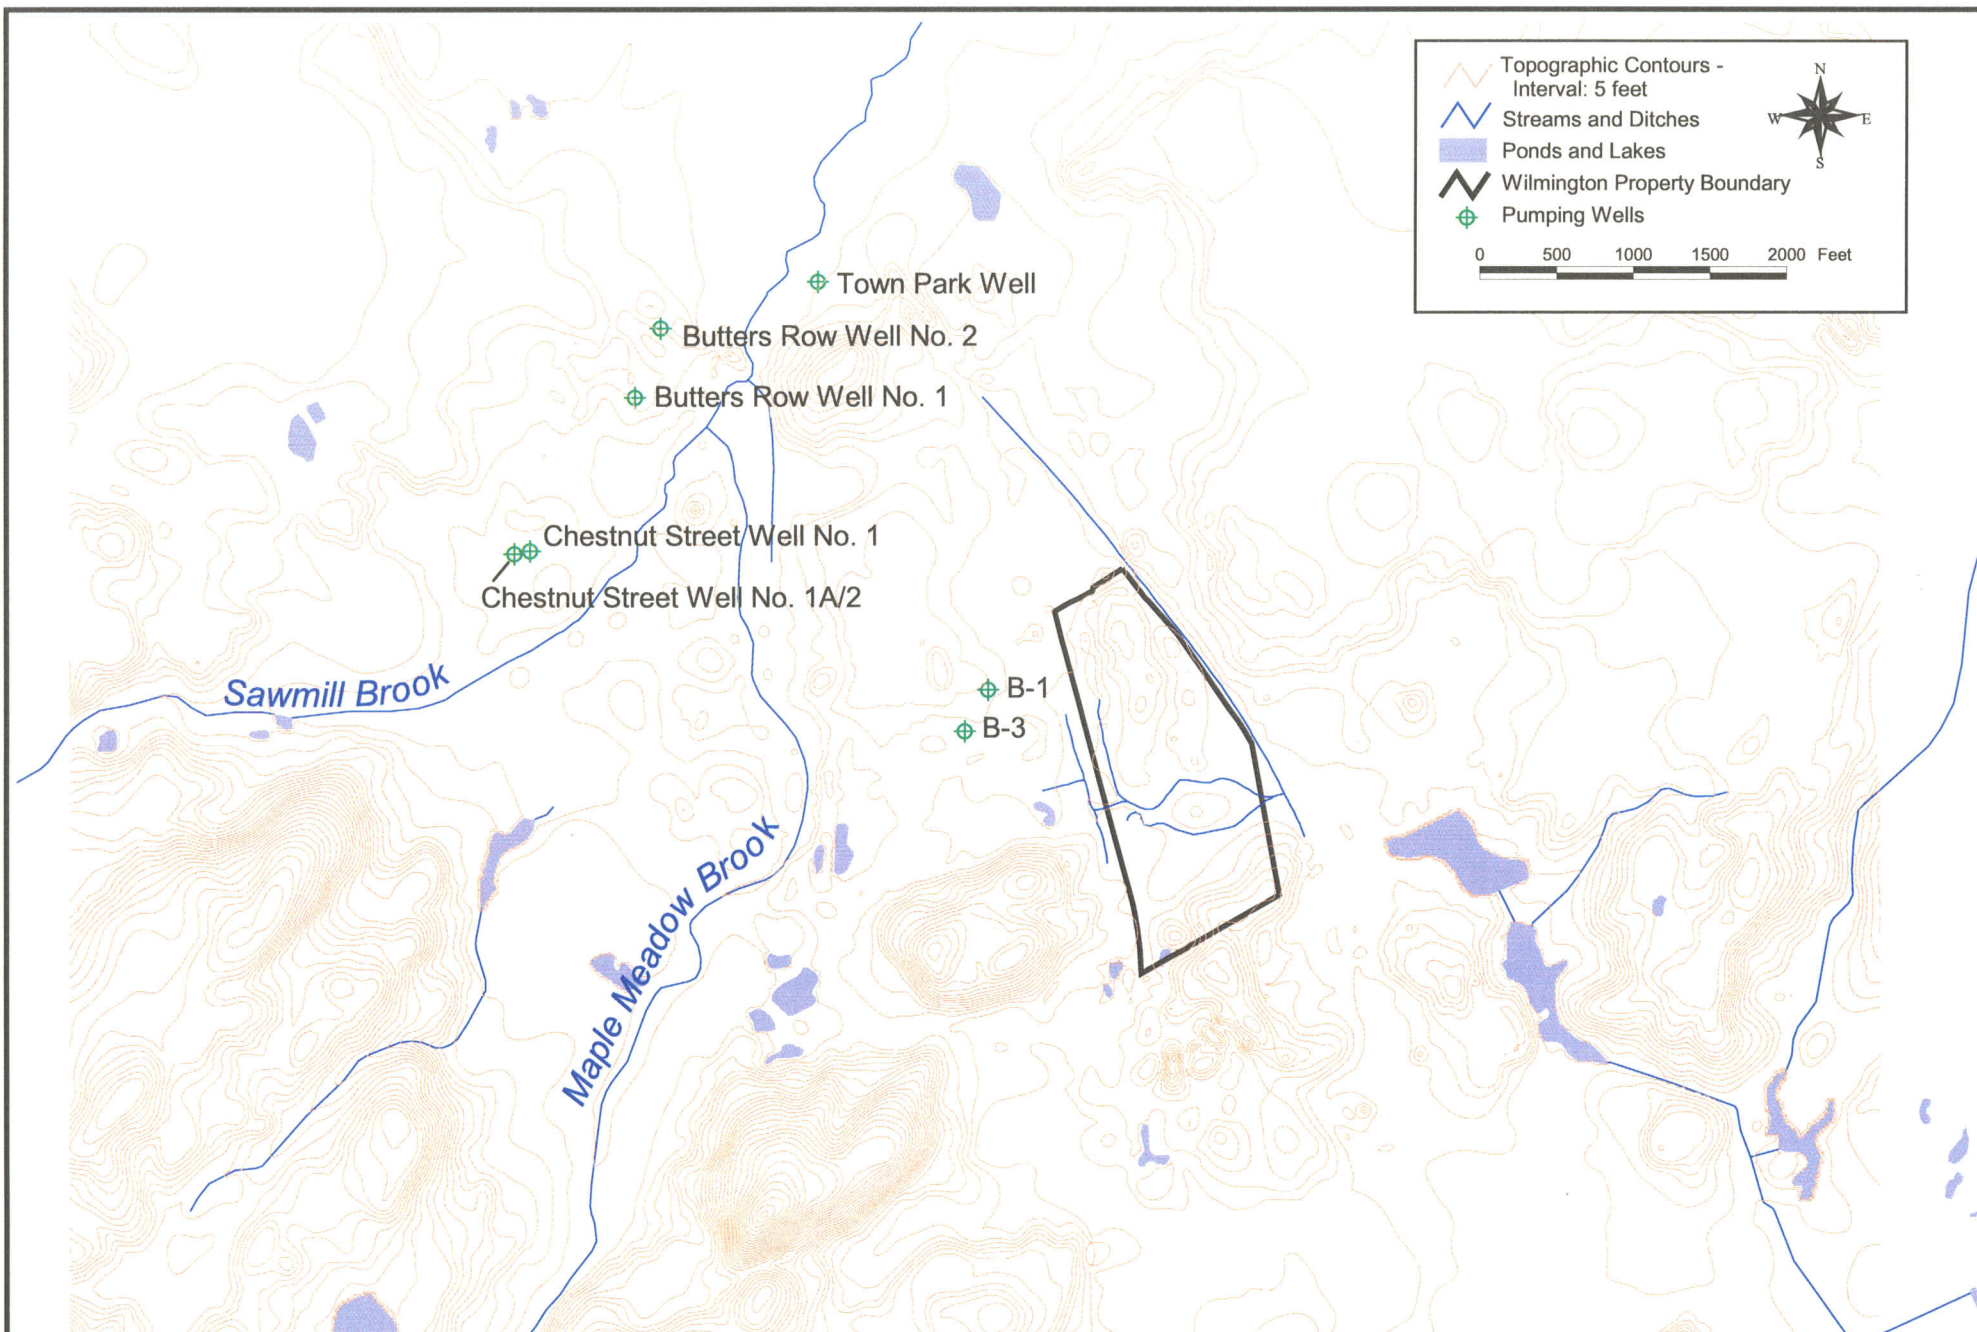 Topographic Contours -
Interval: 5 feet
Streams and Ditches
Ponds and Lakes
Wilmington Property Boundary
Pumping Wells
N
W
E
S
0 500 1000 1500 2000 Feet
Town Park Well
Butters Row Well No. 2
Butters Row Well No. 1
Chestnut Street Well No. 1
Chestnut Street Well No. 1A/2
Sawmill Brook
B-1
B-3
Maple Meadow Brook